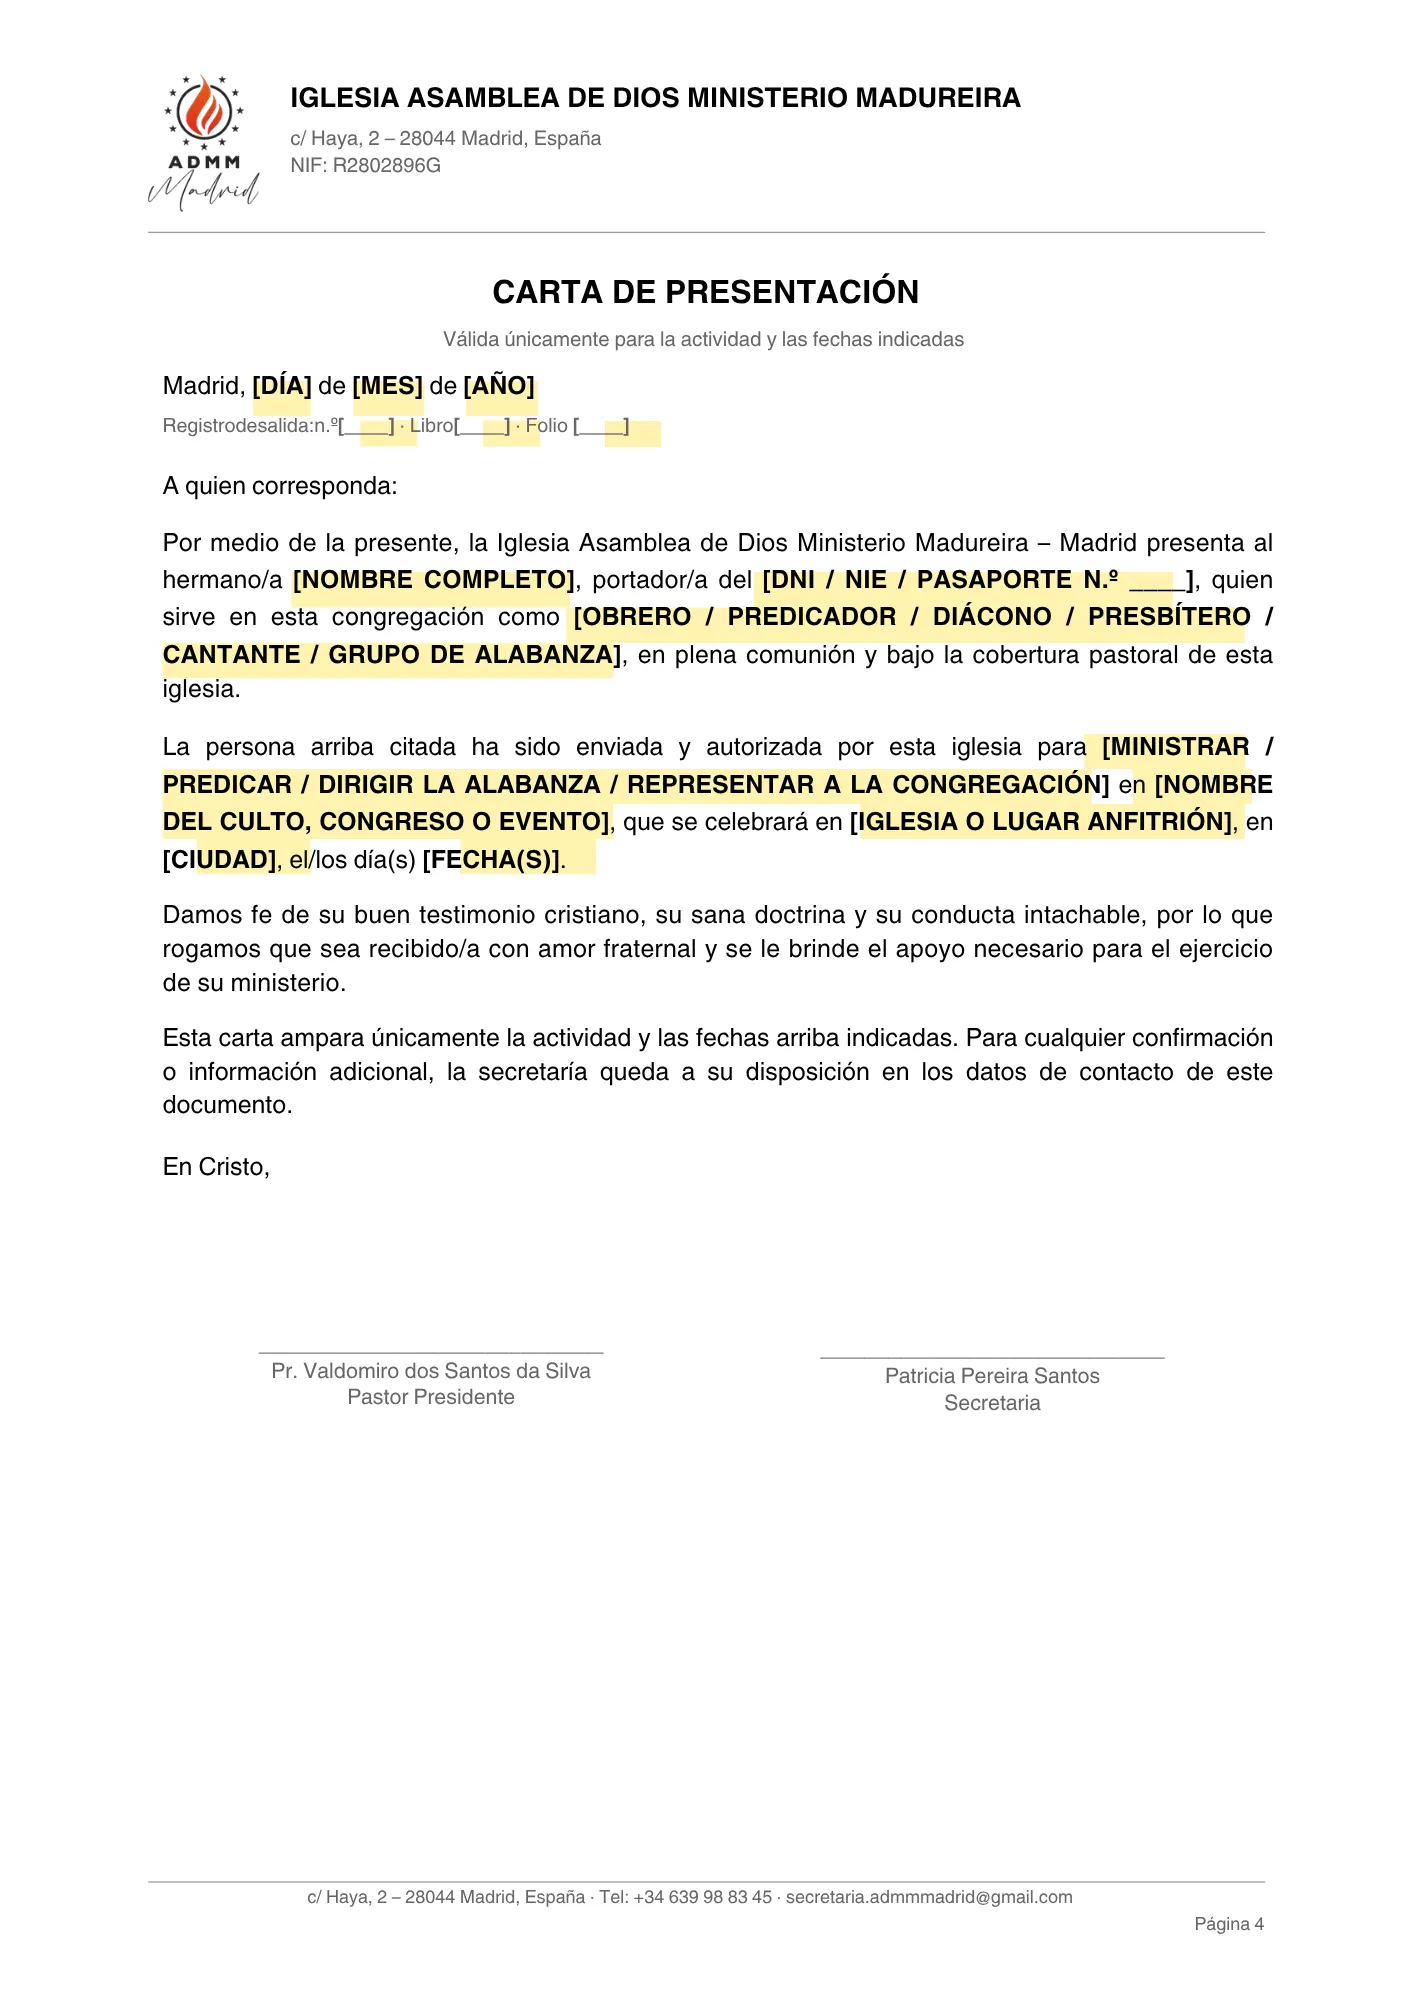 ADMM
Madrid
IGLESIA ASAMBLEA DE DIOS MINISTERIO MADUREIRA
c/ Haya, 2 – 28044 Madrid, España
NIF: R2802896G
CARTA DE PRESENTACIÓN
Válida únicamente para la actividad y las fechas indicadas
Madrid, [DÍA] de [MES] de [AÑO]
Registrodesalida:n.º[____] · Libro[____] · Folio [____]
A quien corresponda:
Por medio de la presente, la Iglesia Asamblea de Dios Ministerio Madureira – Madrid presenta al
hermano/a [NOMBRE COMPLETO], portador/a del [DNI / NIE / PASAPORTE N.º ____], quien
sirve en esta congregación como [OBRERO / PREDICADOR / DIÁCONO / PRESBÍTERO /
CANTANTE / GRUPO DE ALABANZA], en plena comunión y bajo la cobertura pastoral de esta
iglesia.
La persona arriba citada ha sido enviada y autorizada por esta iglesia para [MINISTRAR /
PREDICAR / DIRIGIR LA ALABANZA / REPRESENTAR A LA CONGREGACIÓN] en [NOMBRE
DEL CULTO, CONGRESO O EVENTO], que se celebrará en [IGLESIA O LUGAR ANFITRIÓN], en
[CIUDAD], el/los día(s) [FECHA(S)].
Damos fe de su buen testimonio cristiano, su sana doctrina y su conducta intachable, por lo que
rogamos que sea recibido/a con amor fraternal y se le brinde el apoyo necesario para el ejercicio
de su ministerio.
Esta carta ampara únicamente la actividad y las fechas arriba indicadas. Para cualquier confirmación
o información adicional, la secretaría queda a su disposición en los datos de contacto de este
documento.
En Cristo,
Pr. Valdomiro dos Santos da Silva
Pastor Presidente
Patricia Pereira Santos
Secretaria
c/ Haya, 2 – 28044 Madrid, España · Tel: +34 639 98 83 45 · secretaria.admmmadrid@gmail.com
Página 4